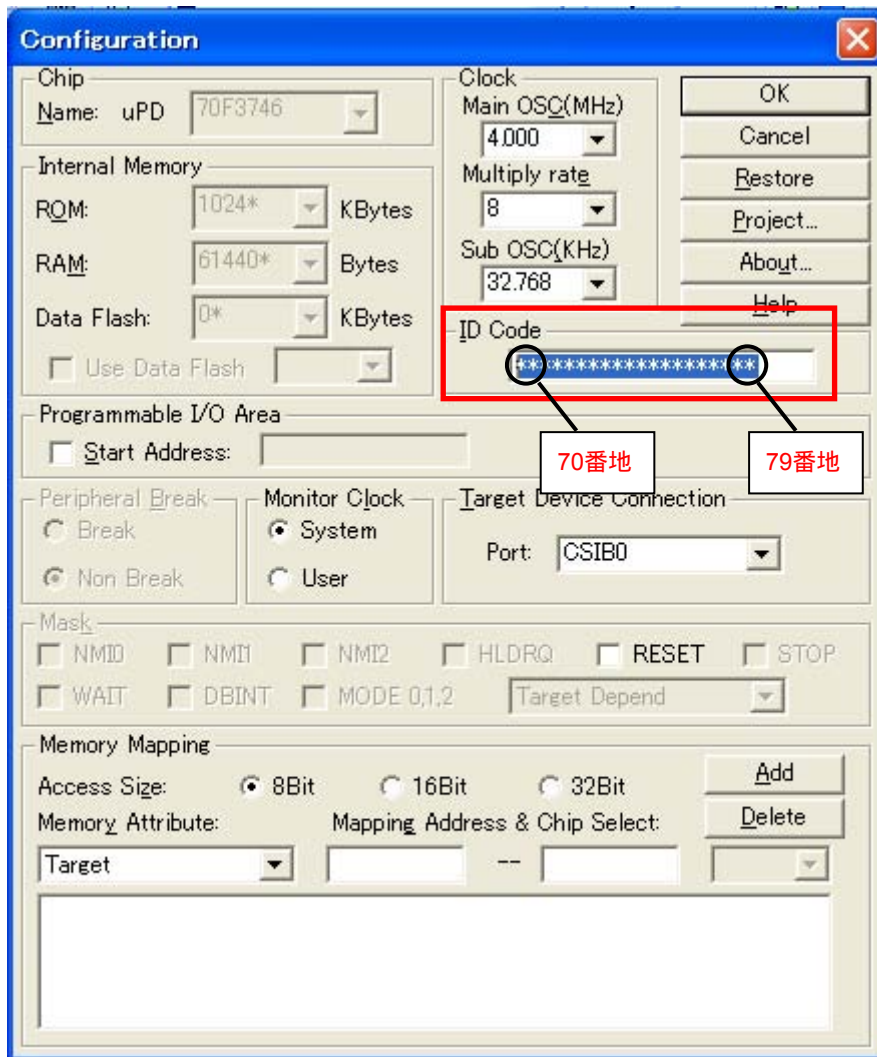 Configuration
Chip
Name: uPD 70F3746
Clock
Main OSC(MHz)
4.000
Multiply rate
8
Sub OSC(KHz)
32.768
OK
Cancel
Restore
Project...
About...
Help
Internal Memory
ROM: 1024* KBytes
RAM: 61440* Bytes
Data Flash: 0* KBytes
Use Data Flash
ID Code
********************
70番地
79番地
Programmable I/O Area
Start Address:
Peripheral Break
Break
Non Break
Monitor Clock
System
User
Target Device Connection
Port: CSIB0
Mask
NMI0 NMI1 NMI2 HLDRQ RESET STOP
WAIT DBINT MODE 0,1,2 Target Depend
Memory Mapping
Access Size: 8Bit 16Bit 32Bit
Add
Memory Attribute: Mapping Address & Chip Select:
Delete
Target --